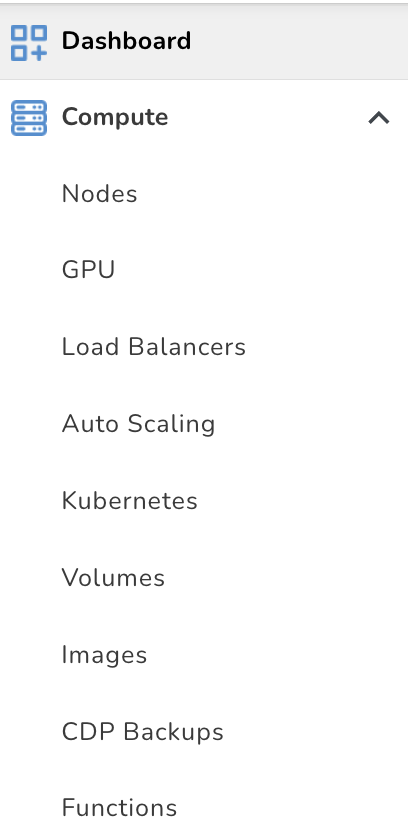 Dashboard
Compute
Nodes
GPU
Load Balancers
Auto Scaling
Kubernetes
Volumes
Images
CDP Backups
Functions